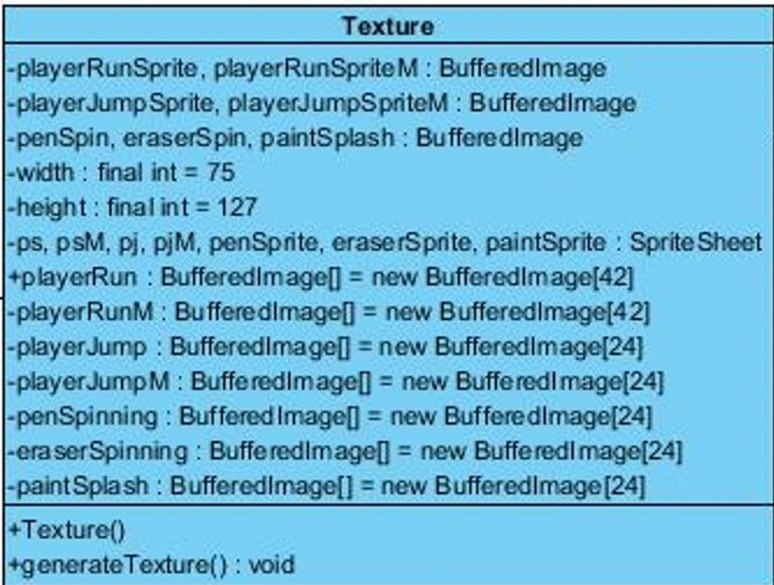 Texture
-playerRunSprite, playerRunSpriteM : BufferedImage
-playerJumpSprite, playerJumpSpriteM : BufferedImage
-penSpin, eraserSpin, paintSplash : BufferedImage
-width : final int = 75
-height : final int = 127
-ps, psM, pj, pjM, penSprite, eraserSprite, paintSprite : SpriteSheet
+playerRun : BufferedImage[] = new BufferedImage[42]
-playerRunM : BufferedImage[] = new BufferedImage[42]
-playerJump : BufferedImage[] = new BufferedImage[24]
-playerJumpM : BufferedImage[] = new BufferedImage[24]
-penSpinning : BufferedImage[] = new BufferedImage[24]
-eraserSpinning : BufferedImage[] = new BufferedImage[24]
-paintSplash : BufferedImage[] = new BufferedImage[24]
+Texture()
+generateTexture() : void